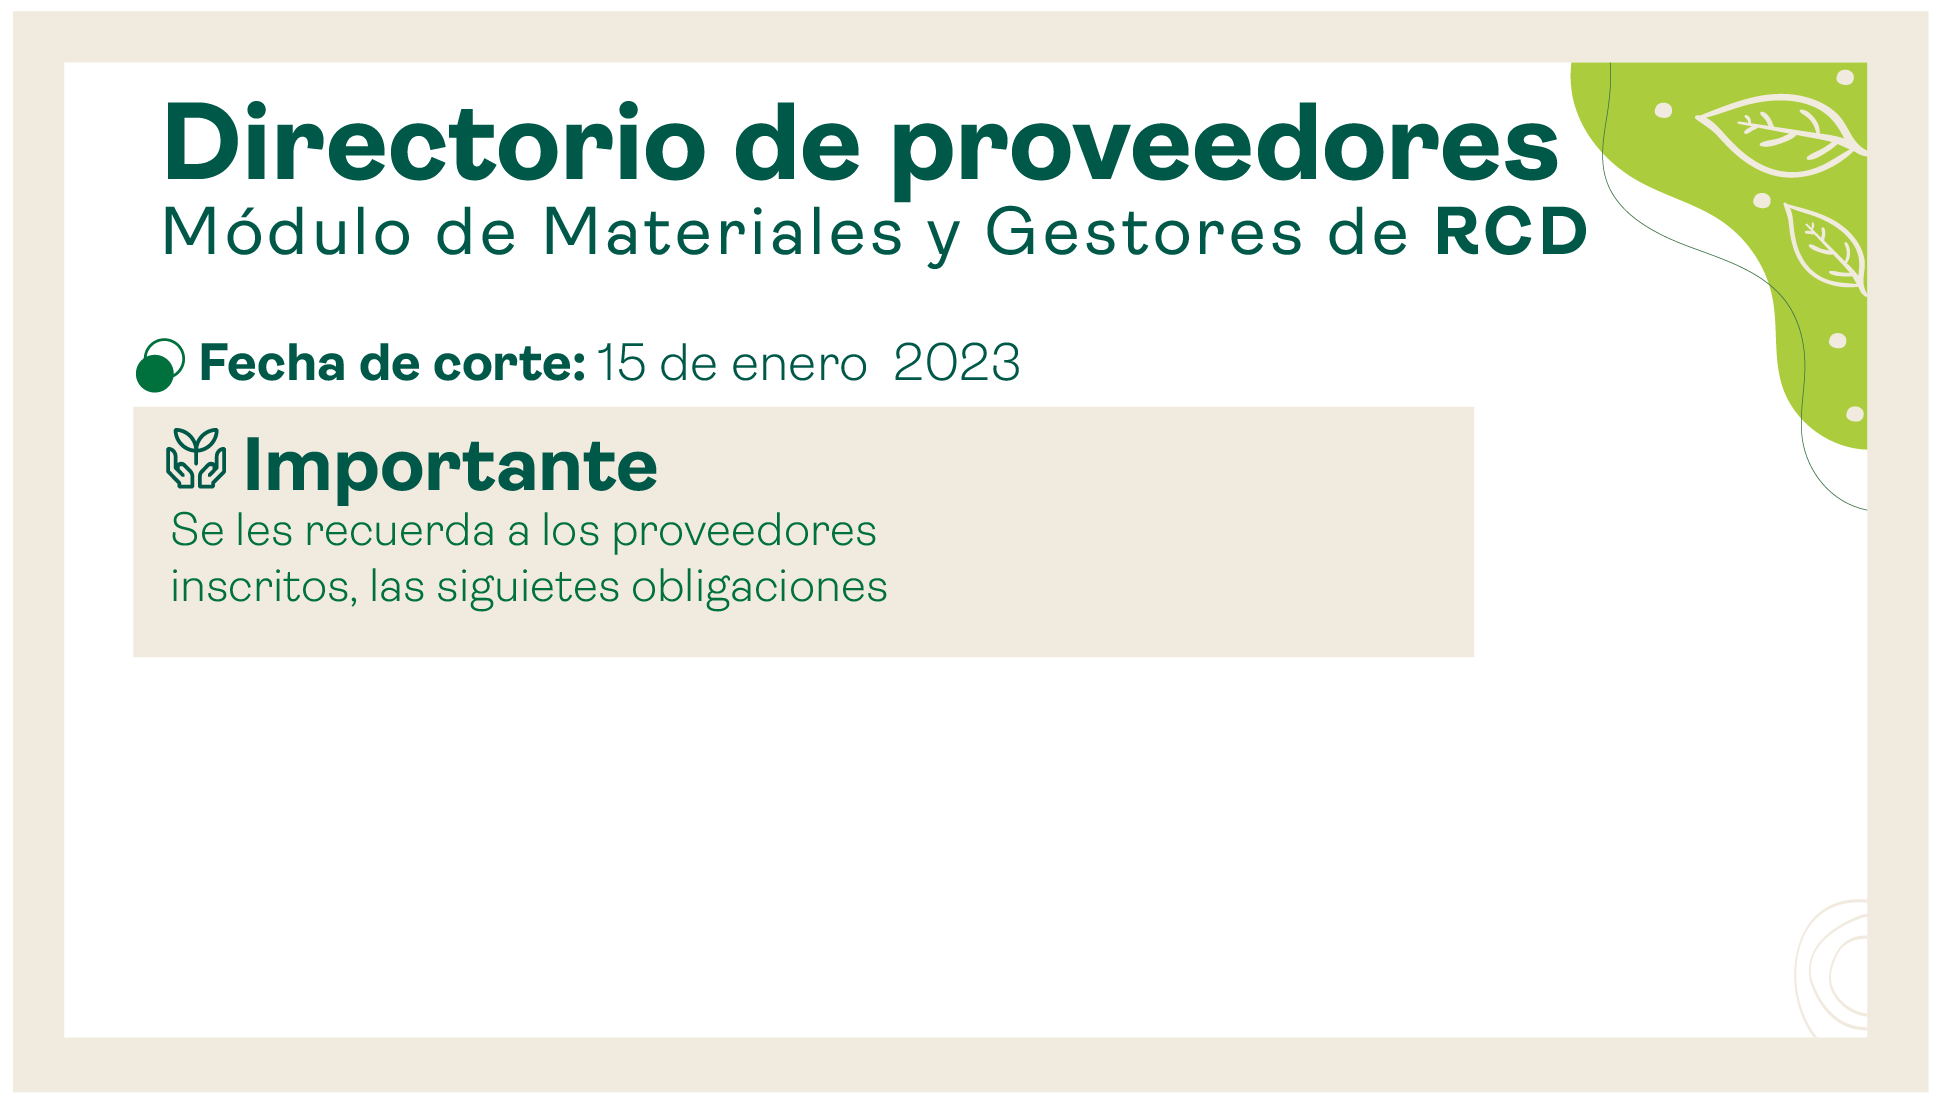 Directorio de proveedores
Módulo de Materiales y Gestores de RCD
Fecha de corte: 15 de enero  2023
Importante
Se les recuerda a los proveedores
inscritos, las siguietes obligaciones